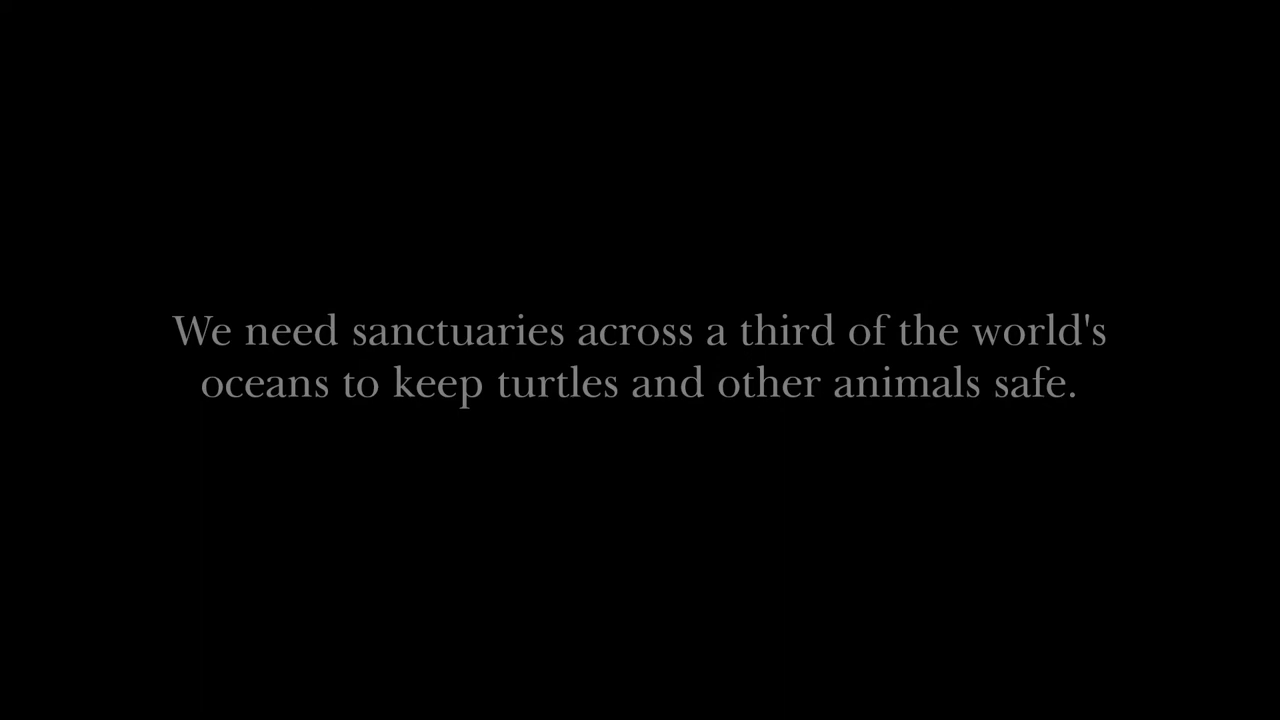 We need sanctuaries across a third of the world's
oceans to keep turtles and other animals safe.